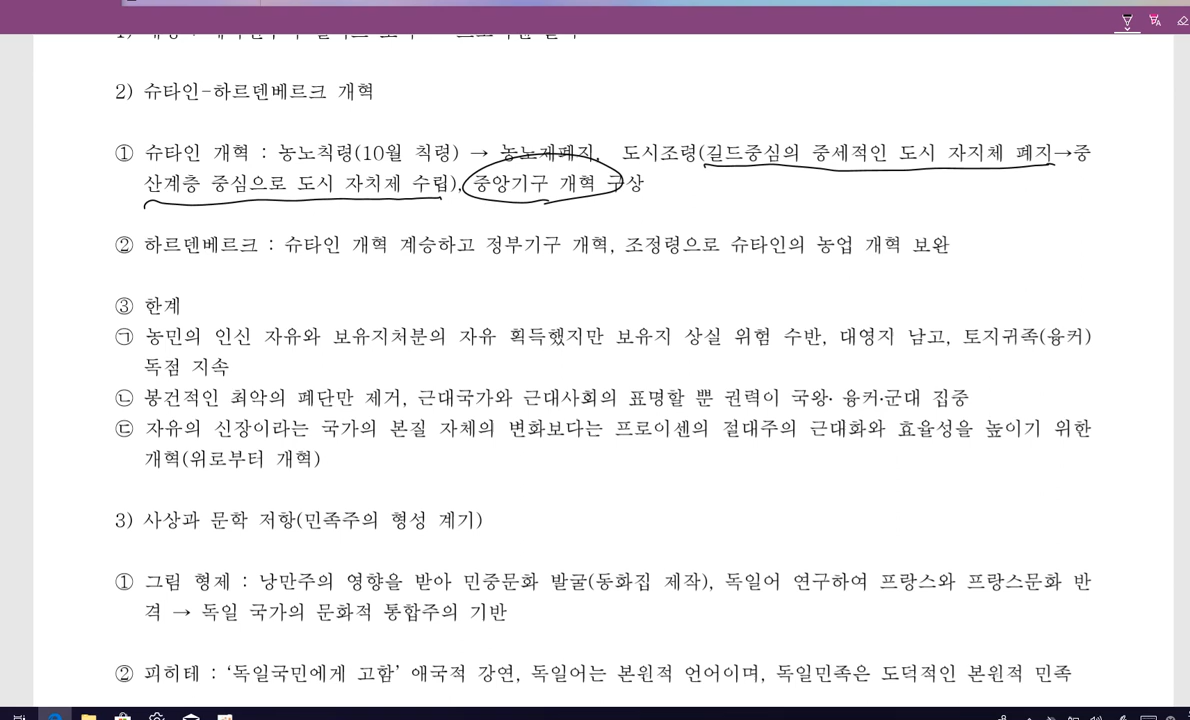 2) 슈타인-하르덴베르크 개혁
① 슈타인 개혁 : 농노칙령(10월 칙령) → 농노제폐지, 도시조령(길드중심의 중세적인 도시 자지체 폐지→중
산계층 중심으로 도시 자치제 수립), 중앙기구 개혁 구상
② 하르덴베르크 : 슈타인 개혁 계승하고 정부기구 개혁, 조정령으로 슈타인의 농업 개혁 보완
③ 한계
㉠ 농민의 인신 자유와 보유지처분의 자유 획득했지만 보유지 상실 위험 수반, 대영지 남고, 토지귀족(융커)
독점 지속
㉡ 봉건적인 최악의 폐단만 제거, 근대국가와 근대사회의 표명할 뿐 권력이 국왕· 융커·군대 집중
㉢ 자유의 신장이라는 국가의 본질 자체의 변화보다는 프로이센의 절대주의 근대화와 효율성을 높이기 위한
개혁(위로부터 개혁)
3) 사상과 문학 저항(민족주의 형성 계기)
① 그림 형제 : 낭만주의 영향을 받아 민중문화 발굴(동화집 제작), 독일어 연구하여 프랑스와 프랑스문화 반
격 → 독일 국가의 문화적 통합주의 기반
② 피히테 : ‘독일국민에게 고함’ 애국적 강연, 독일어는 본원적 언어이며, 독일민족은 도덕적인 본원적 민족